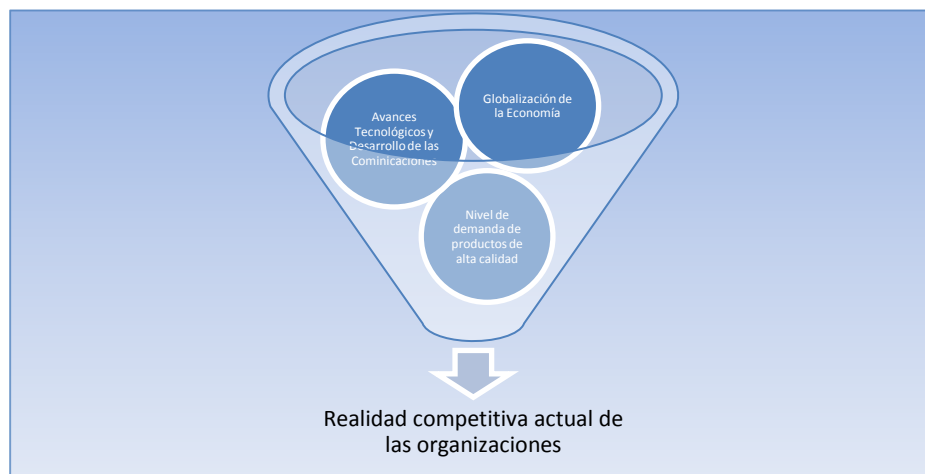 Globalización de
la Economía
Avances
Tecnológicos y
Desarrollo de las
Cominicaciones
Nivel de
demanda de
productos de
alta calidad
Realidad competitiva actual de
las organizaciones